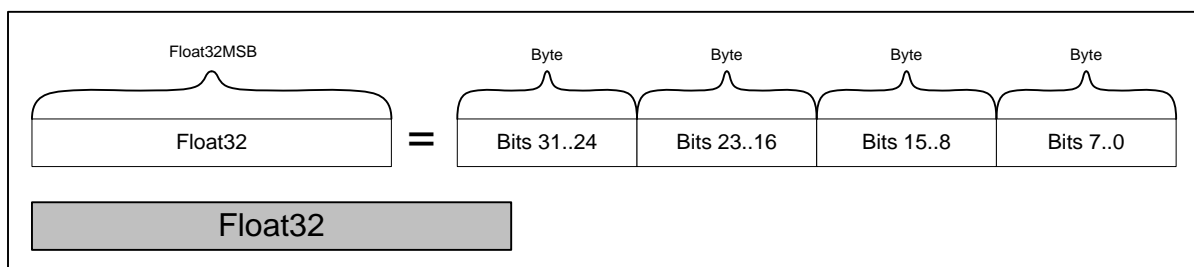 Float32MSB Byte Byte Byte Byte
Float32 = Bits 31..24 Bits 23..16 Bits 15..8 Bits 7..0
Float32